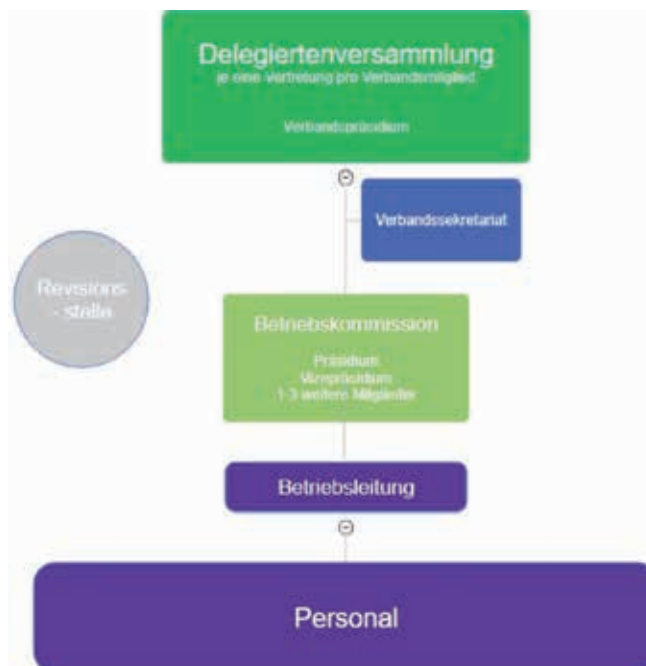 Delegiertenversammlung
je eine Vertretung pro Verbandsmitglied
Verbandspräsidium
Verbandssekretariat
Revisions
- stelle
Betriebskommission
Präsidium
Vizepräsidium
1-3 weitere Mitglieder
Betriebsleitung
Personal